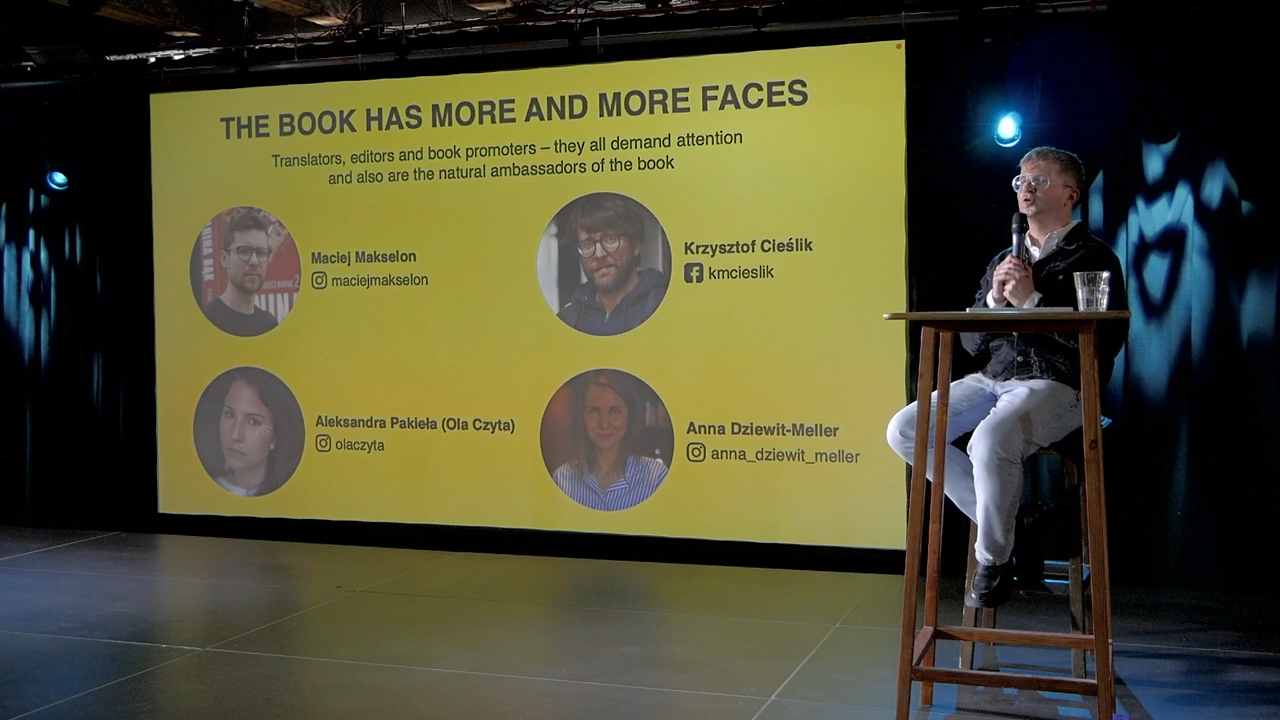 THE BOOK HAS MORE AND MORE FACES
Translators, editors and book promoters – they all demand attention
and also are the natural ambassadors of the book
Maciej Makselon
maciejmakselon
Krzysztof Cieślik
kmcieslik
Aleksandra Pakieła (Ola Czyta)
olaczyta
Anna Dziewit-Meller
anna_dziewit_meller